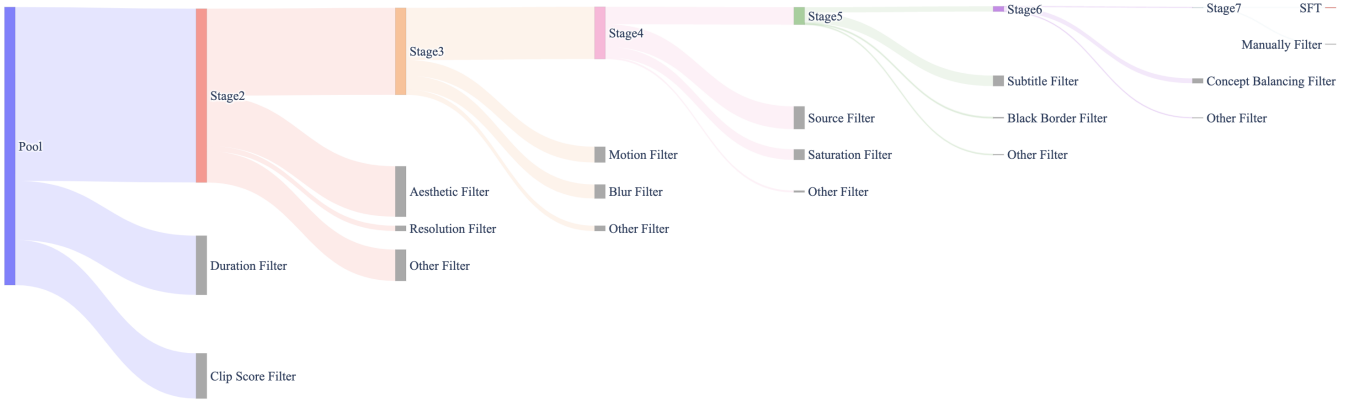 Pool
Stage2
Duration Filter
Clip Score Filter
Stage3
Aesthetic Filter
Resolution Filter
Other Filter
Stage4
Motion Filter
Blur Filter
Other Filter
Stage5
Source Filter
Saturation Filter
Other Filter
Stage6
Subtitle Filter
Black Border Filter
Other Filter
Stage7
Concept Balancing Filter
Other Filter
SFT
Manually Filter